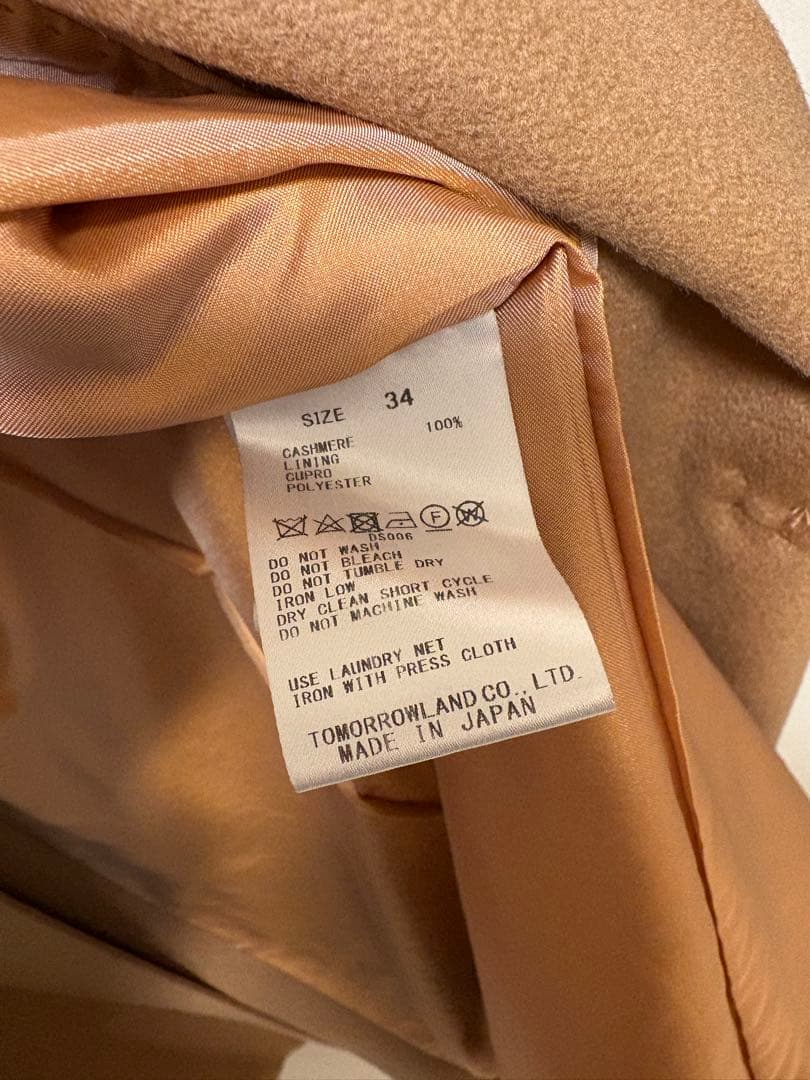 SIZE 34
CASHMERE 100%
LINING
CUPRO
POLYESTER
F W
DS006
DO NOT WASH
DO NOT BLEACH
DO NOT TUMBLE DRY
IRON LOW
DRY CLEAN SHORT CYCLE
DO NOT MACHINE WASH
USE LAUNDRY NET
IRON WITH PRESS CLOTH
TOMORROWLAND CO., LTD.
MADE IN JAPAN